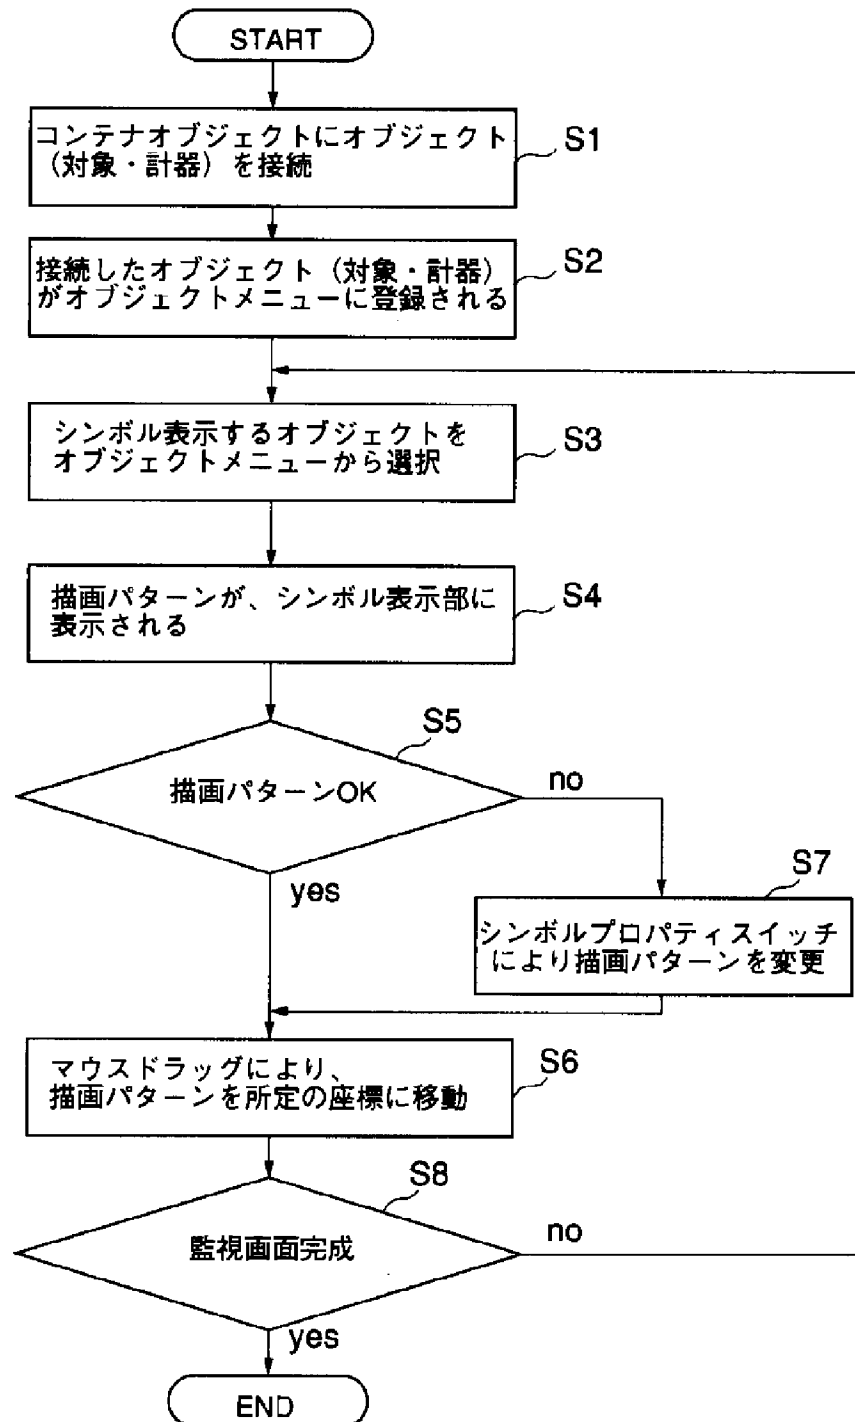 START
コンテナオブジェクトにオブジェクト
（対象・計器）を接続
S1
接続したオブジェクト（対象・計器）
がオブジェクトメニューに登録される
S2
シンボル表示するオブジェクトを
オブジェクトメニューから選択
S3
描画パターンが、シンボル表示部に
表示される
S4
S5
描画パターンOK
no
yes
S7
シンボルプロパティスイッチ
により描画パターンを変更
マウスドラッグにより、
描画パターンを所定の座標に移動
S6
S8
監視画面完成
no
yes
END